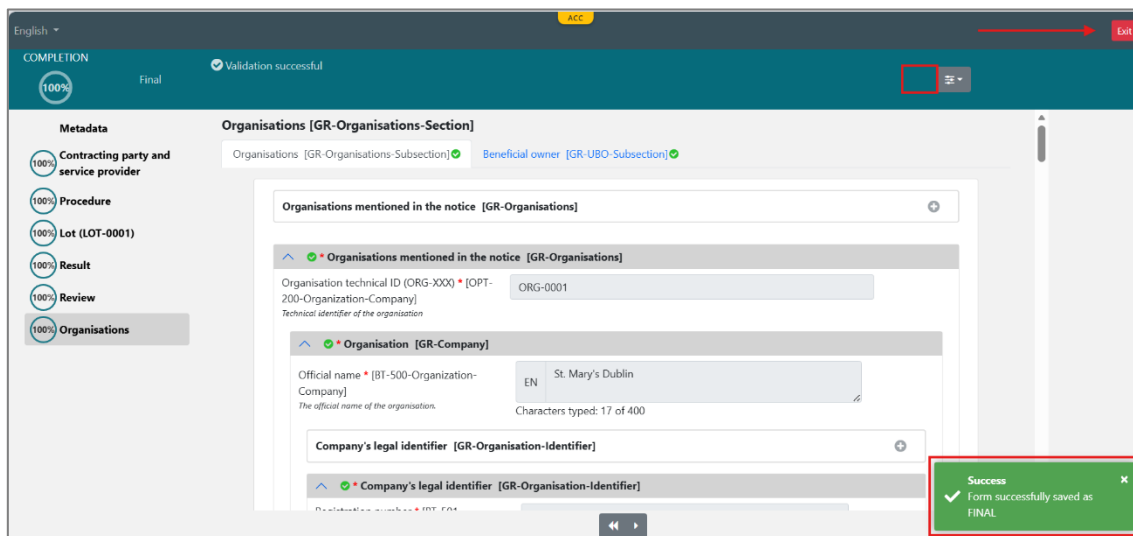 ACC
English
Exit
COMPLETION
100%
Final
Validation successful
Metadata
100% Contracting party and
service provider
100% Procedure
100% Lot (LOT-0001)
100% Result
100% Review
100% Organisations
Organisations [GR-Organisations-Section]
Organisations [GR-Organisations-Subsection]
Beneficial owner [GR-UBO-Subsection]
Organisations mentioned in the notice [GR-Organisations]
* Organisations mentioned in the notice [GR-Organisations]
Organisation technical ID (ORG-XXX) * [OPT-
200-Organization-Company]
Technical identifier of the organisation
ORG-0001
* Organisation [GR-Company]
Official name * [BT-500-Organization-
Company]
The official name of the organisation.
EN
St. Mary's Dublin
Characters typed: 17 of 400
Company's legal identifier [GR-Organisation-Identifier]
* Company's legal identifier [GR-Organisation-Identifier]
Registration number * [BT-501-
Success
Form successfully saved as
FINAL